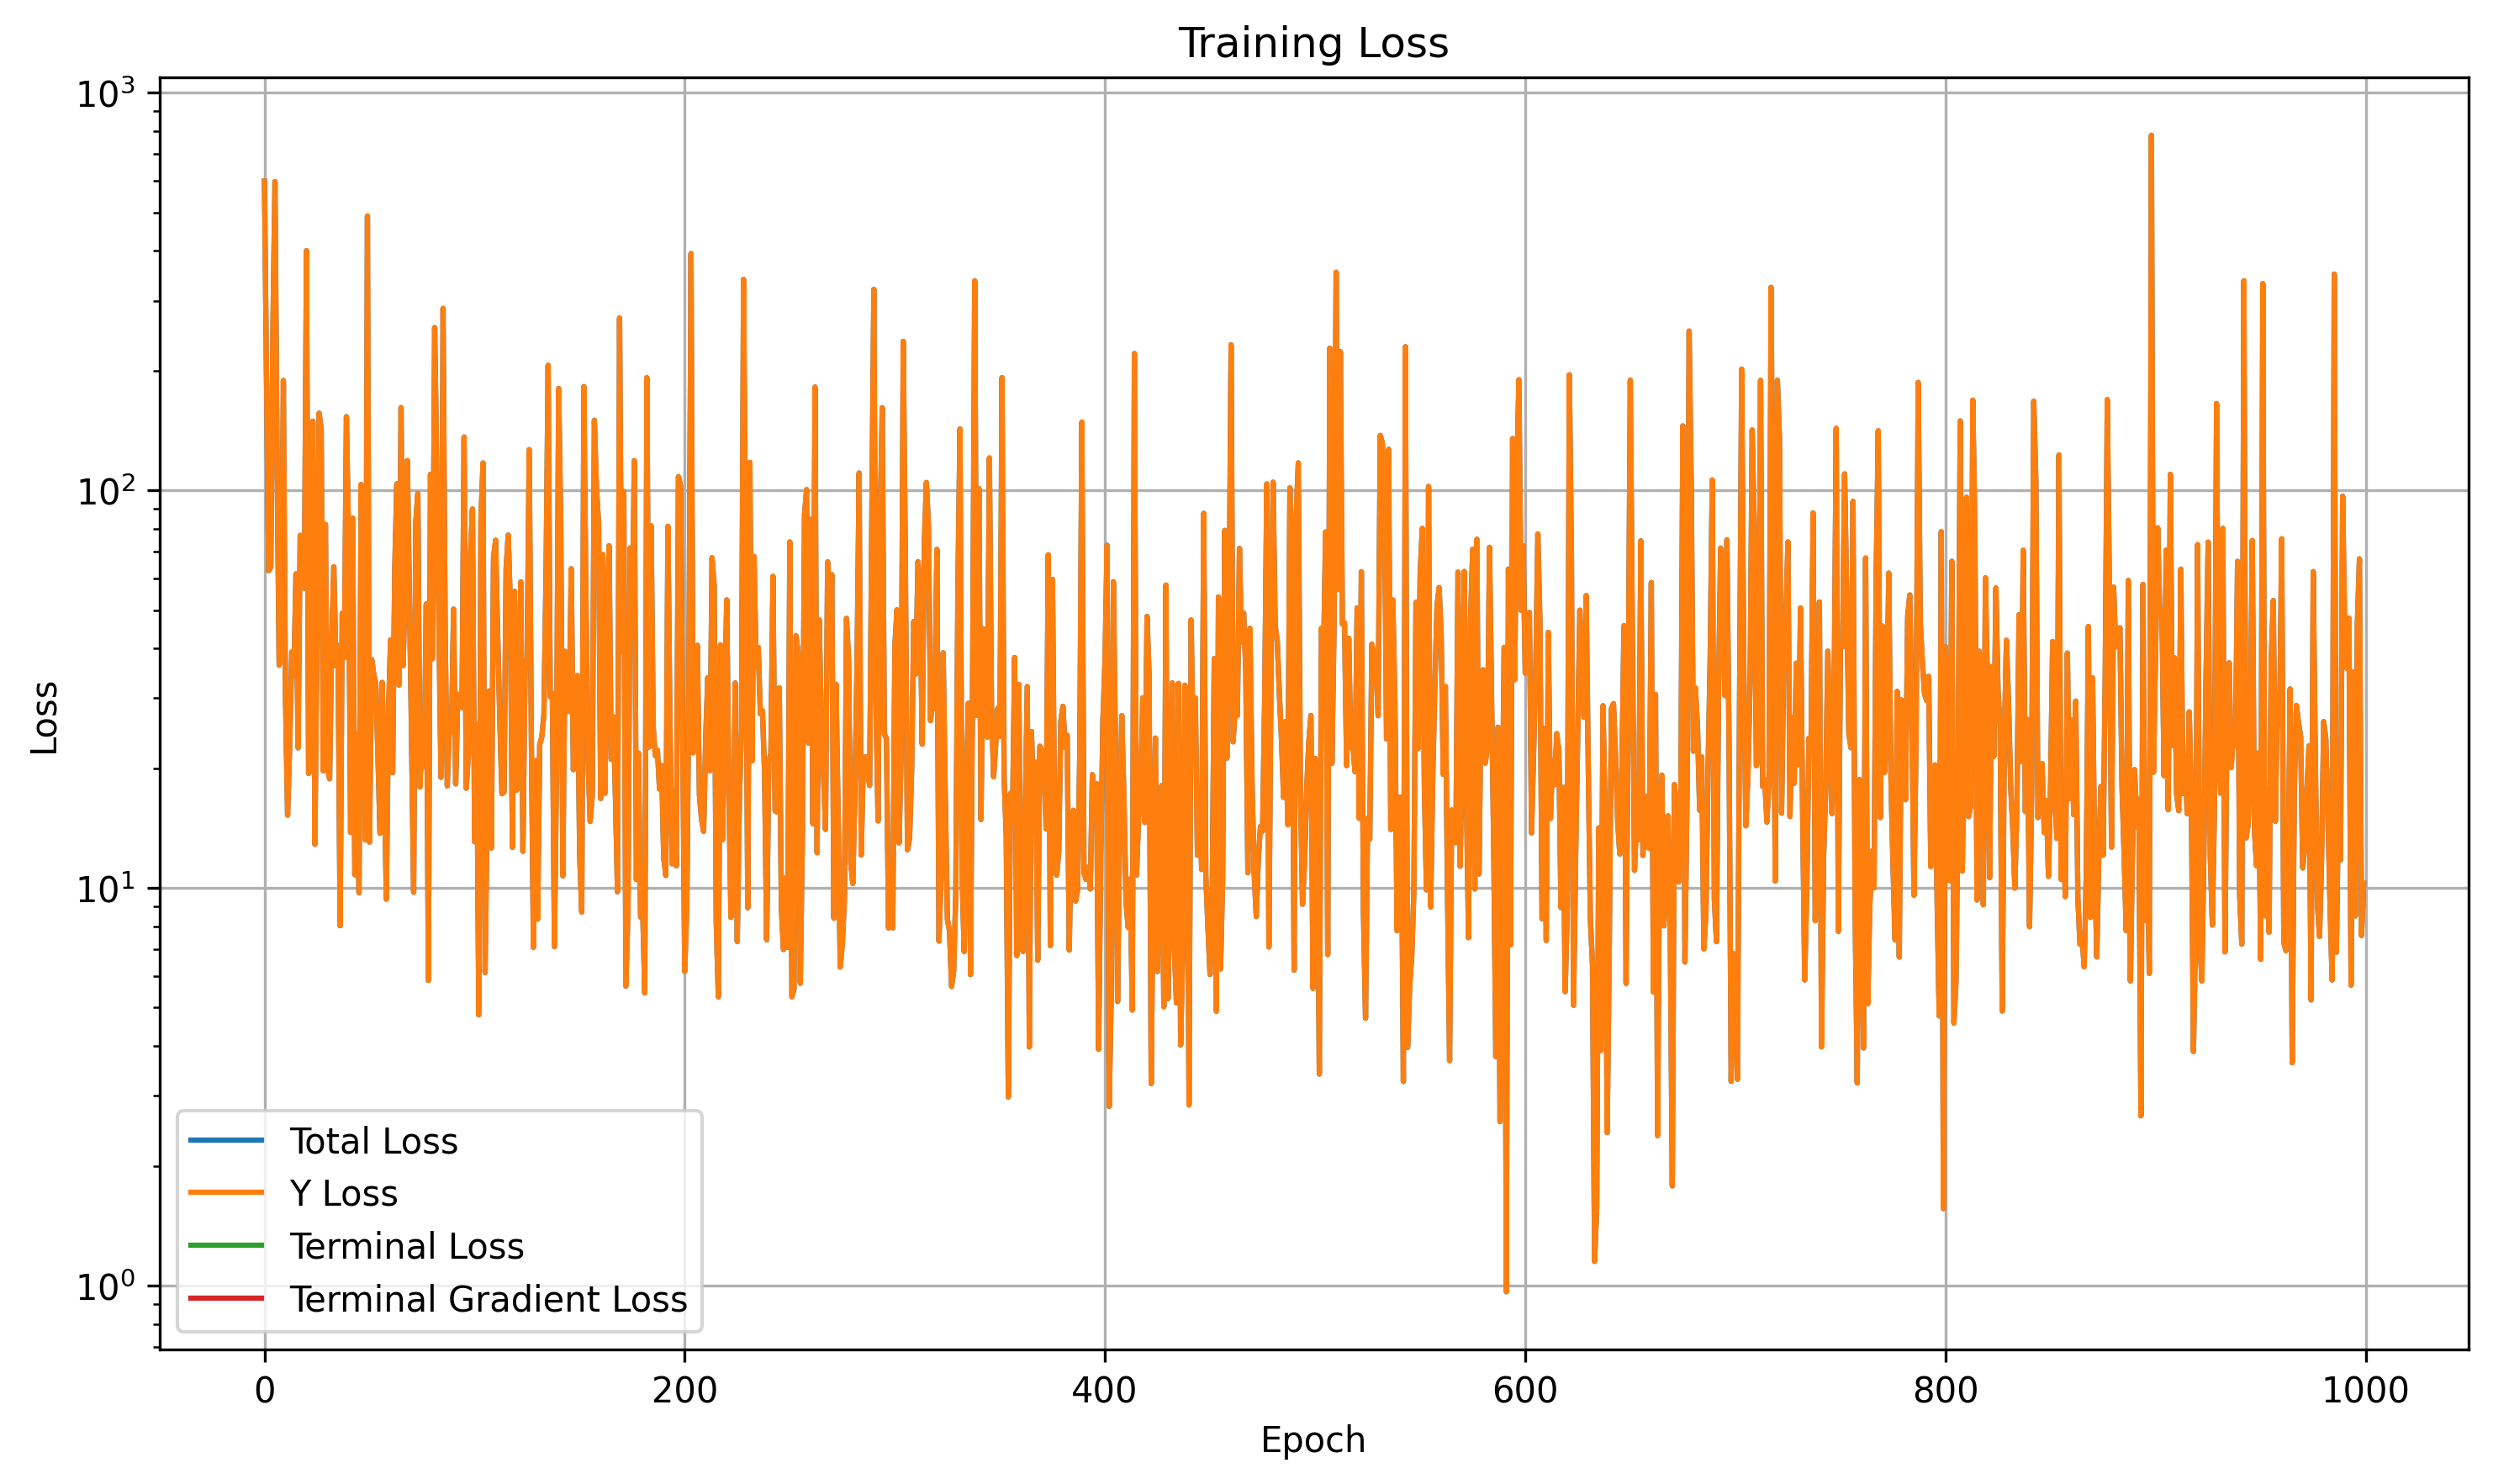 Training Loss
10³
10²
10¹
10⁰
Loss
Total Loss
Y Loss
Terminal Loss
Terminal Gradient Loss
0 200 400 600 800 1000
Epoch